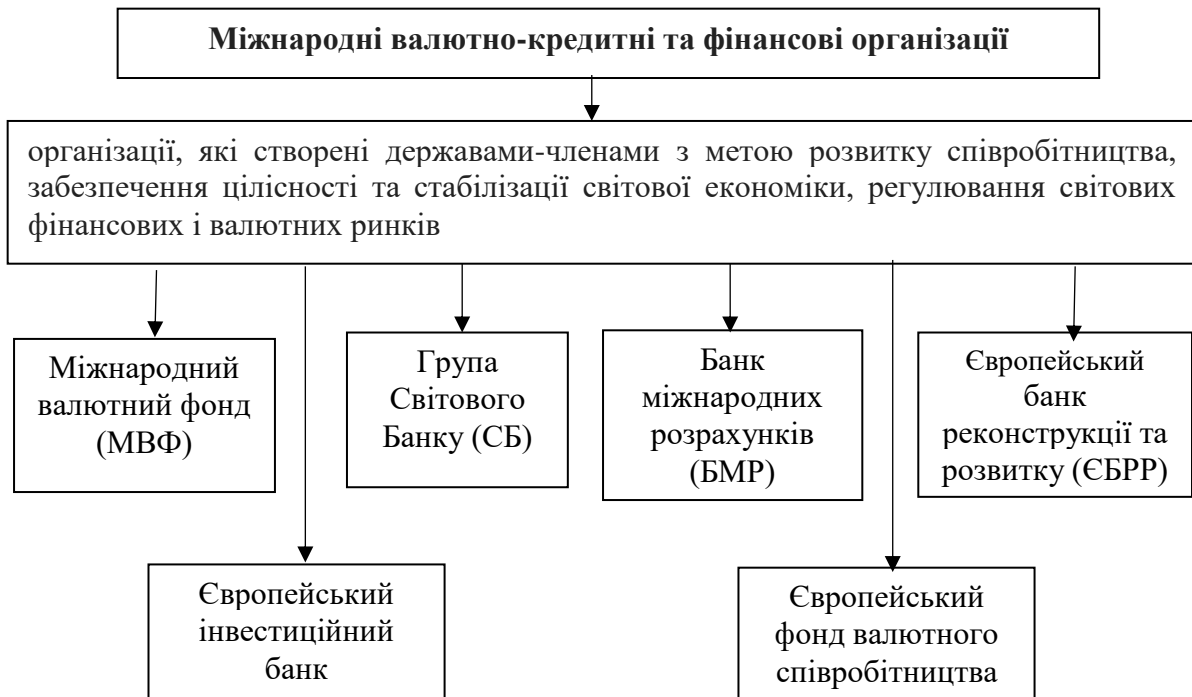 Міжнародні валютно-кредитні та фінансові організації
організації, які створені державами-членами з метою розвитку співробітництва,
забезпечення цілісності та стабілізації світової економіки, регулювання світових
фінансових і валютних ринків
Міжнародний
валютний фонд
(МВФ)
Група
Світового
Банку (СБ)
Банк
міжнародних
розрахунків
(БМР)
Європейський
банк
реконструкції та
розвитку (ЄБРР)
Європейський
інвестиційний
банк
Європейський
фонд валютного
співробітництва